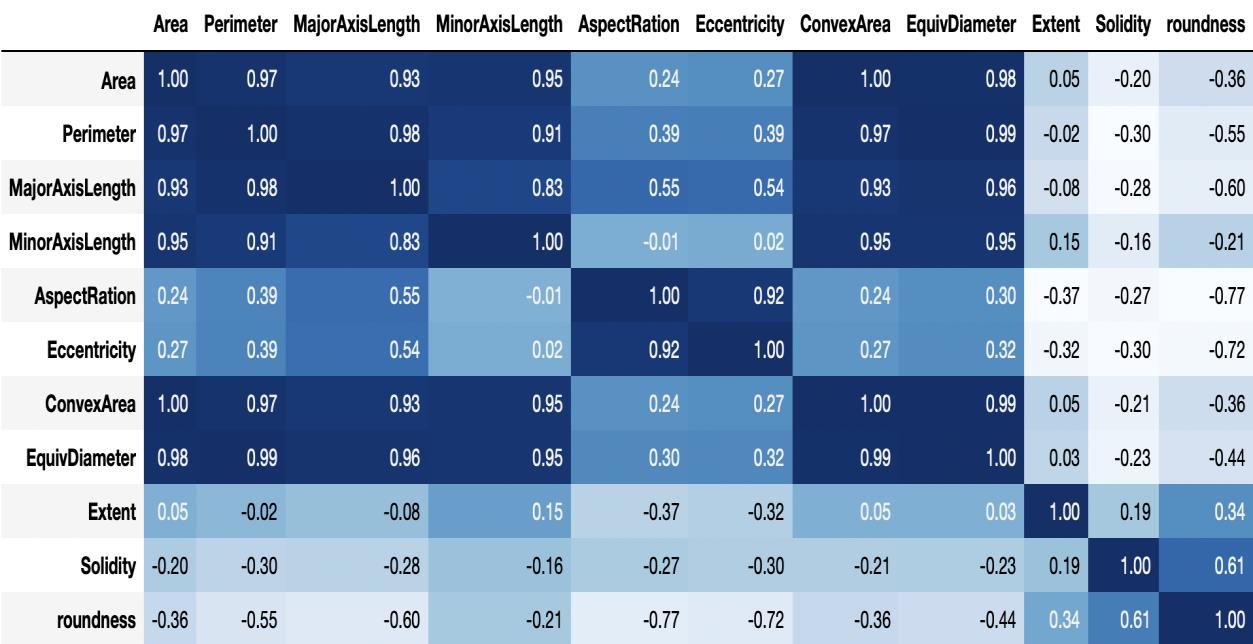 Area Perimeter MajorAxisLength MinorAxisLength AspectRation Eccentricity ConvexArea EquivDiameter Extent Solidity roundness
Area 1.00 0.97 0.93 0.95 0.24 0.27 1.00 0.98 0.05 -0.20 -0.36
Perimeter 0.97 1.00 0.98 0.91 0.39 0.39 0.97 0.99 -0.02 -0.30 -0.55
MajorAxisLength 0.93 0.98 1.00 0.83 0.55 0.54 0.93 0.96 -0.08 -0.28 -0.60
MinorAxisLength 0.95 0.91 0.83 1.00 -0.01 0.02 0.95 0.95 0.15 -0.16 -0.21
AspectRation 0.24 0.39 0.55 -0.01 1.00 0.92 0.24 0.30 -0.37 -0.27 -0.77
Eccentricity 0.27 0.39 0.54 0.02 0.92 1.00 0.27 0.32 -0.32 -0.30 -0.72
ConvexArea 1.00 0.97 0.93 0.95 0.24 0.27 1.00 0.99 0.05 -0.21 -0.36
EquivDiameter 0.98 0.99 0.96 0.95 0.30 0.32 0.99 1.00 0.03 -0.23 -0.44
Extent 0.05 -0.02 -0.08 0.15 -0.37 -0.32 0.05 0.03 1.00 0.19 0.34
Solidity -0.20 -0.30 -0.28 -0.16 -0.27 -0.30 -0.21 -0.23 0.19 1.00 0.61
roundness -0.36 -0.55 -0.60 -0.21 -0.77 -0.72 -0.36 -0.44 0.34 0.61 1.00